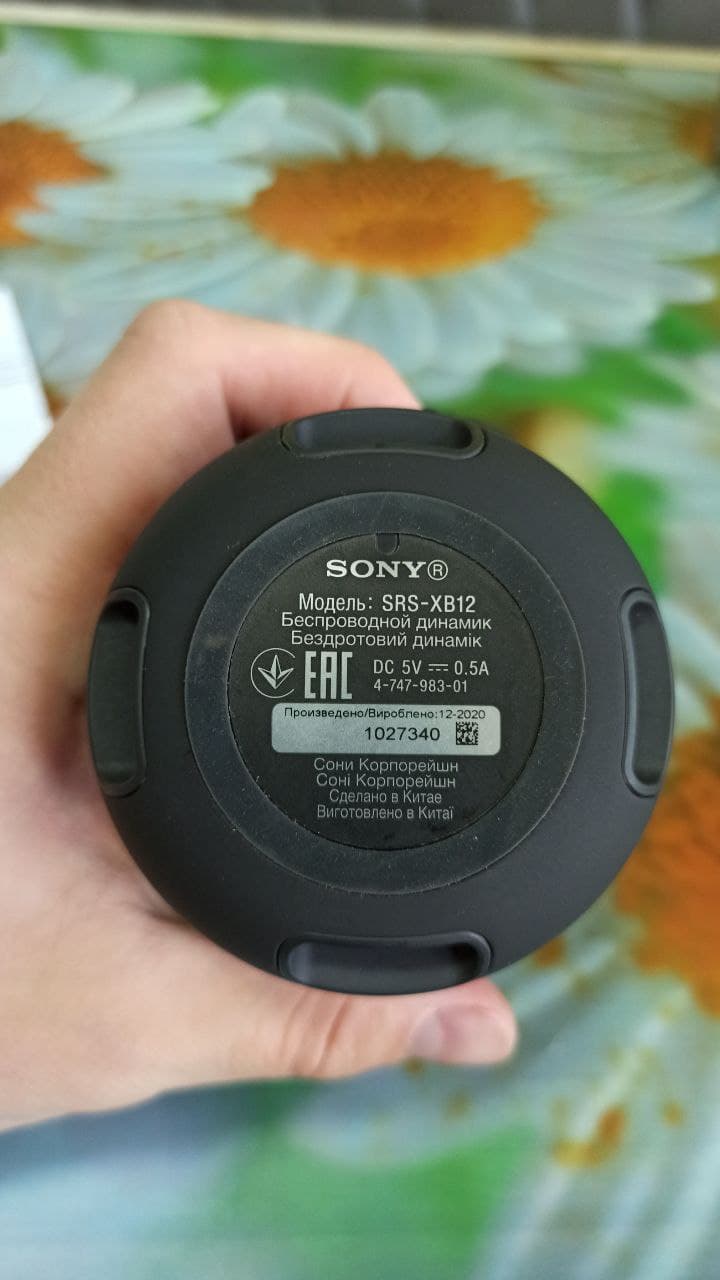 SONY®
Модель: SRS-XB12
Беспроводной динамик
Бездротовий динамік
EAC DC 5V ⎓ 0.5A
4-747-983-01
Произведено/Вироблено:12-2020
1027340
Сони Корпорейшн
Соні Корпорейшн
Сделано в Китае
Виготовлено в Китаї